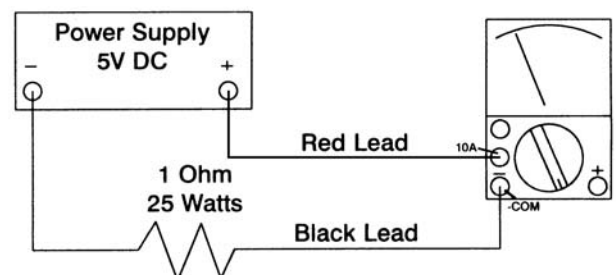 Power Supply
5V DC
− +
Red Lead
10A
− +
1 Ohm
25 Watts
-COM
Black Lead